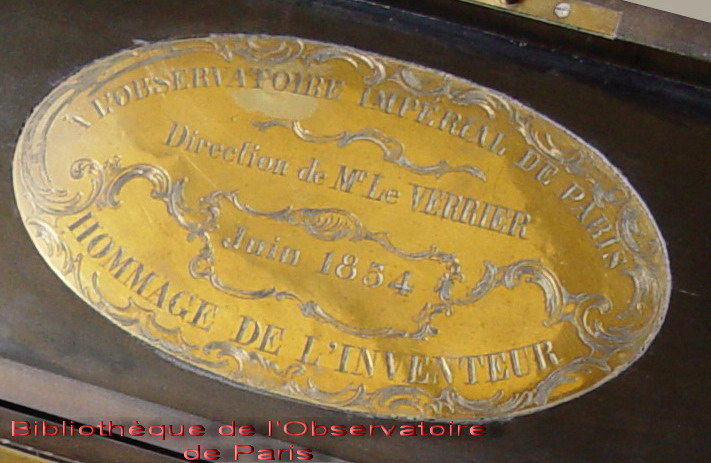 À L'OBSERVATOIRE IMPÉRIAL DE PARIS
Direction de Mr. Le VERRIER
Juin 1854
HOMMAGE DE L'INVENTEUR
Bibliothèque de l'Observatoire
de Paris